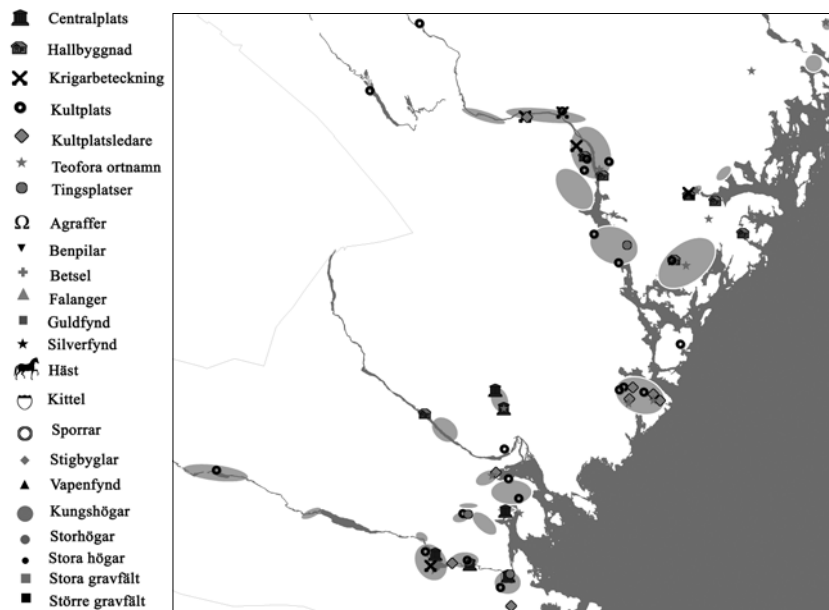 Centralplats
Hallbyggnad
Krigarbeteckning
Kultplats
Kultplatsledare
Teofora ortnamn
Tingsplatser
Agraffer
Benpilar
Betsel
Falanger
Guldfynd
Silverfynd
Häst
Kittel
Sporrar
Stigbyglar
Vapenfynd
Kungshögar
Storhögar
Stora högar
Stora gravfält
Större gravfält